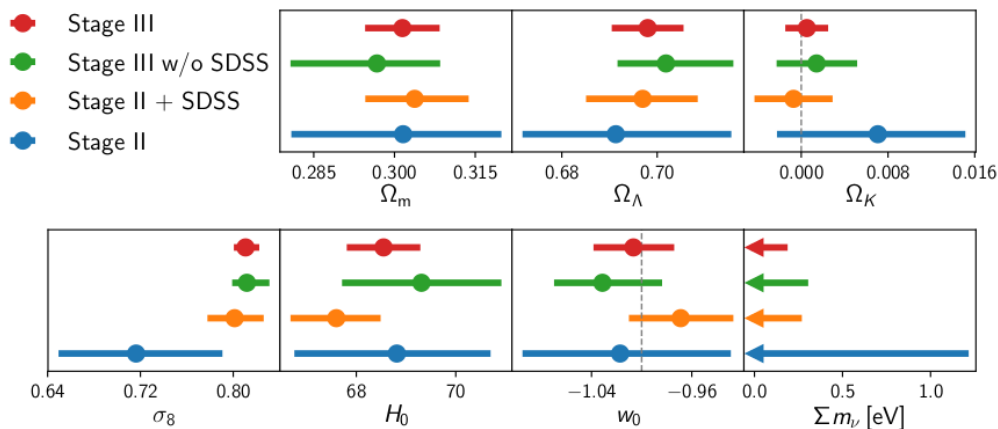 Stage III
Stage III w/o SDSS
Stage II + SDSS
Stage II
0.285 0.300 0.315
Ωm
0.68 0.70
ΩΛ
0.000 0.008 0.016
ΩK
0.64 0.72 0.80
σ8
68 70
H0
−1.04 −0.96
w0
0.0 0.5 1.0
Σmν [eV]